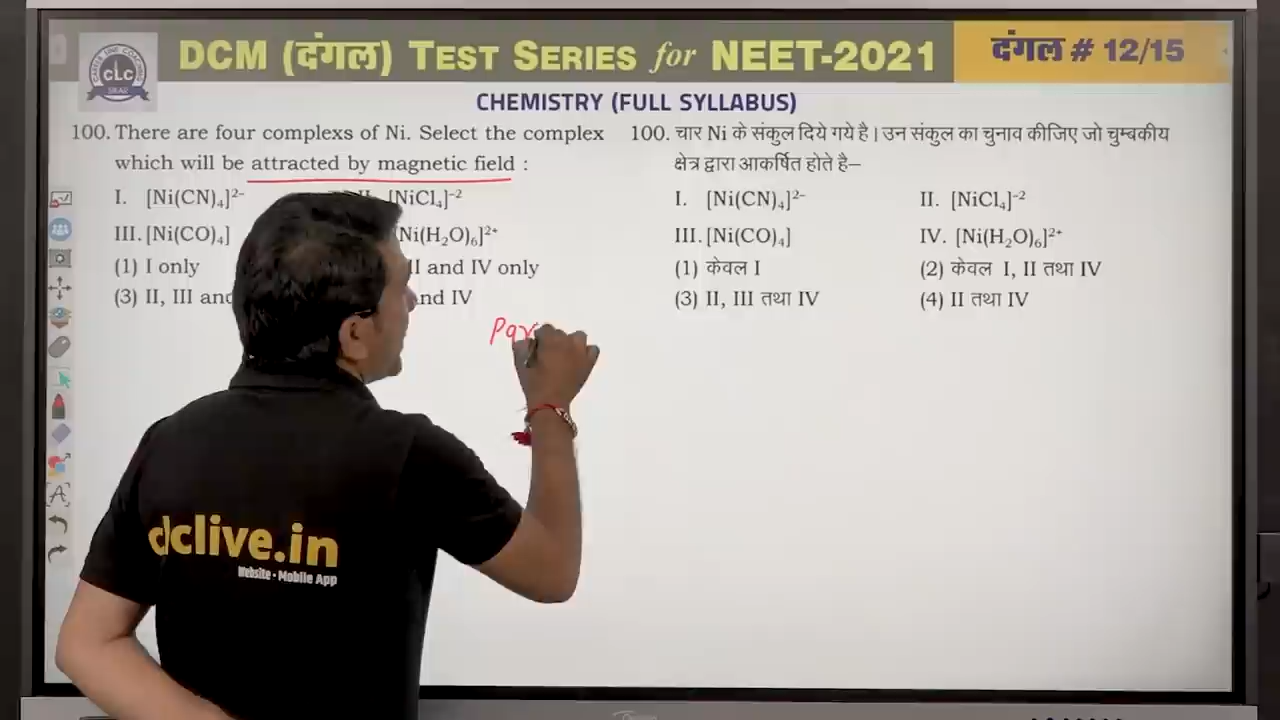 DCM (दंगल) TEST SERIES for NEET-2021
दंगल # 12/15
CLC
CHEMISTRY (FULL SYLLABUS)
100. There are four complexs of Ni. Select the complex
which will be attracted by magnetic field :
I. [Ni(CN)₄]²⁻ II. [NiCl₄]⁻²
III. [Ni(CO)₄] [Ni(H₂O)₆]²⁺
(1) I only II and IV only
(3) II, III and IV
100. चार Ni के संकुल दिये गये है। उन संकुल का चुनाव कीजिए जो चुम्बकीय
क्षेत्र द्वारा आकर्षित होते है–
I. [Ni(CN)₄]²⁻ II. [NiCl₄]⁻²
III. [Ni(CO)₄] IV. [Ni(H₂O)₆]²⁺
(1) केवल I (2) केवल I, II तथा IV
(3) II, III तथा IV (4) II तथा IV
Par
clclive.in
Website • Mobile App